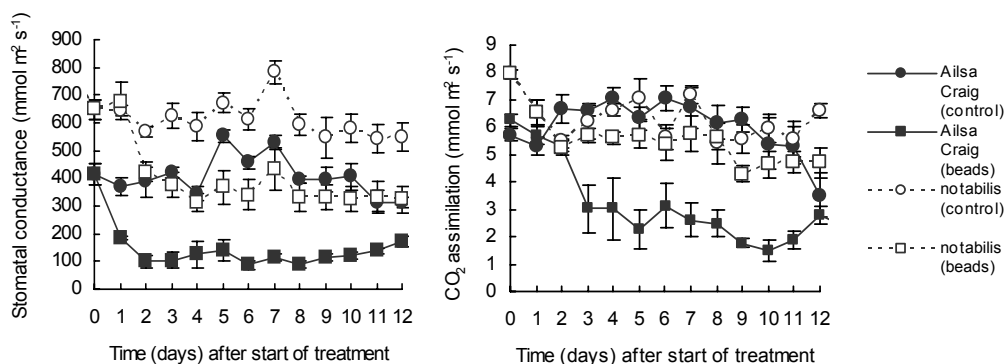 Stomatal conductance (mmol m² s⁻¹)
900
800
700
600
500
400
300
200
100
0
0 1 2 3 4 5 6 7 8 9 10 11 12
Time (days) after start of treatment
CO₂ assimilation (mmol m² s⁻¹)
9
8
7
6
5
4
3
2
1
0
0 1 2 3 4 5 6 7 8 9 10 11 12
Time (days) after start of treatment
Ailsa
Craig
(control)
Ailsa
Craig
(beads)
notabilis
(control)
notabilis
(beads)